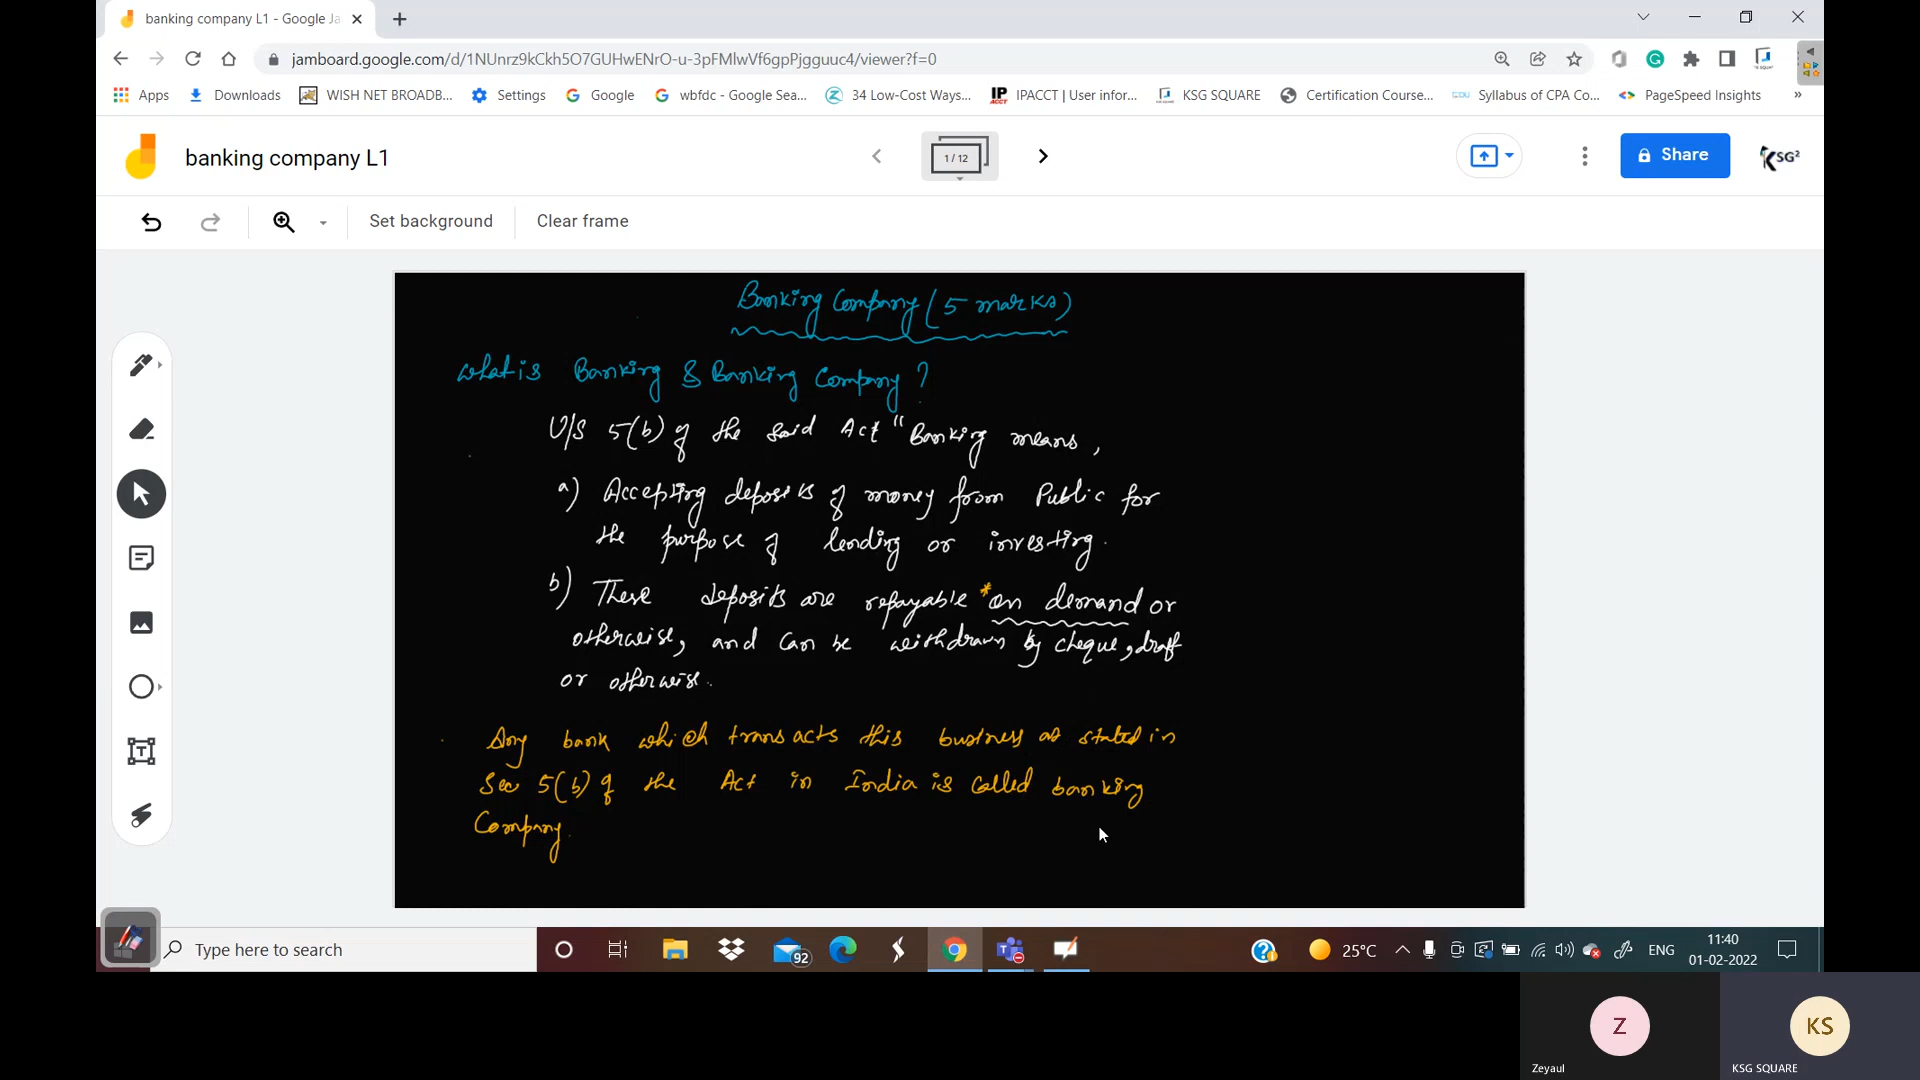 banking company L1 - Google Ja
jamboard.google.com/d/1NUnrz9kCkh5O7GUHwENrO-u-3pFMlwVf6gpPjgguuc4/viewer?f=0
Apps Downloads WISH NET BROADB... Settings Google wbfdc - Google Sea... 34 Low-Cost Ways... IPACCT | User infor... KSG SQUARE Certification Course... Syllabus of CPA Co... PageSpeed Insights »
banking company L1
1 / 12
Share
KSG²
Set background Clear frame
Banking Company (5 marks)
what is Banking & Banking Company?
U/S 5(b) of the said Act "Banking means,
a) Accepting deposits of money from Public for
the purpose of lending or investing.
b) These deposits are repayable *on demand or
otherwise, and can be withdrawn by cheque, draft
or otherwise.
Any bank which transacts this business as stated in
Sec 5(b) of the Act in India is called banking
Company.
Type here to search
92
25°C
ENG
11:40
01-02-2022
Z
KS
Zeyaul
KSG SQUARE